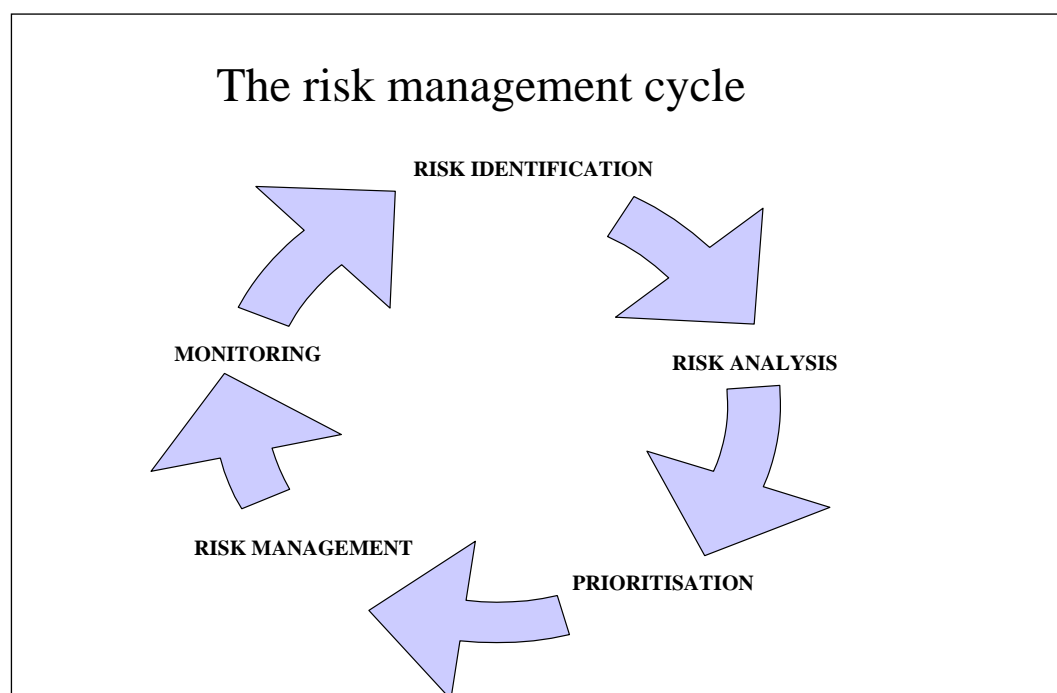 The risk management cycle
RISK IDENTIFICATION
MONITORING
RISK ANALYSIS
RISK MANAGEMENT
PRIORITISATION